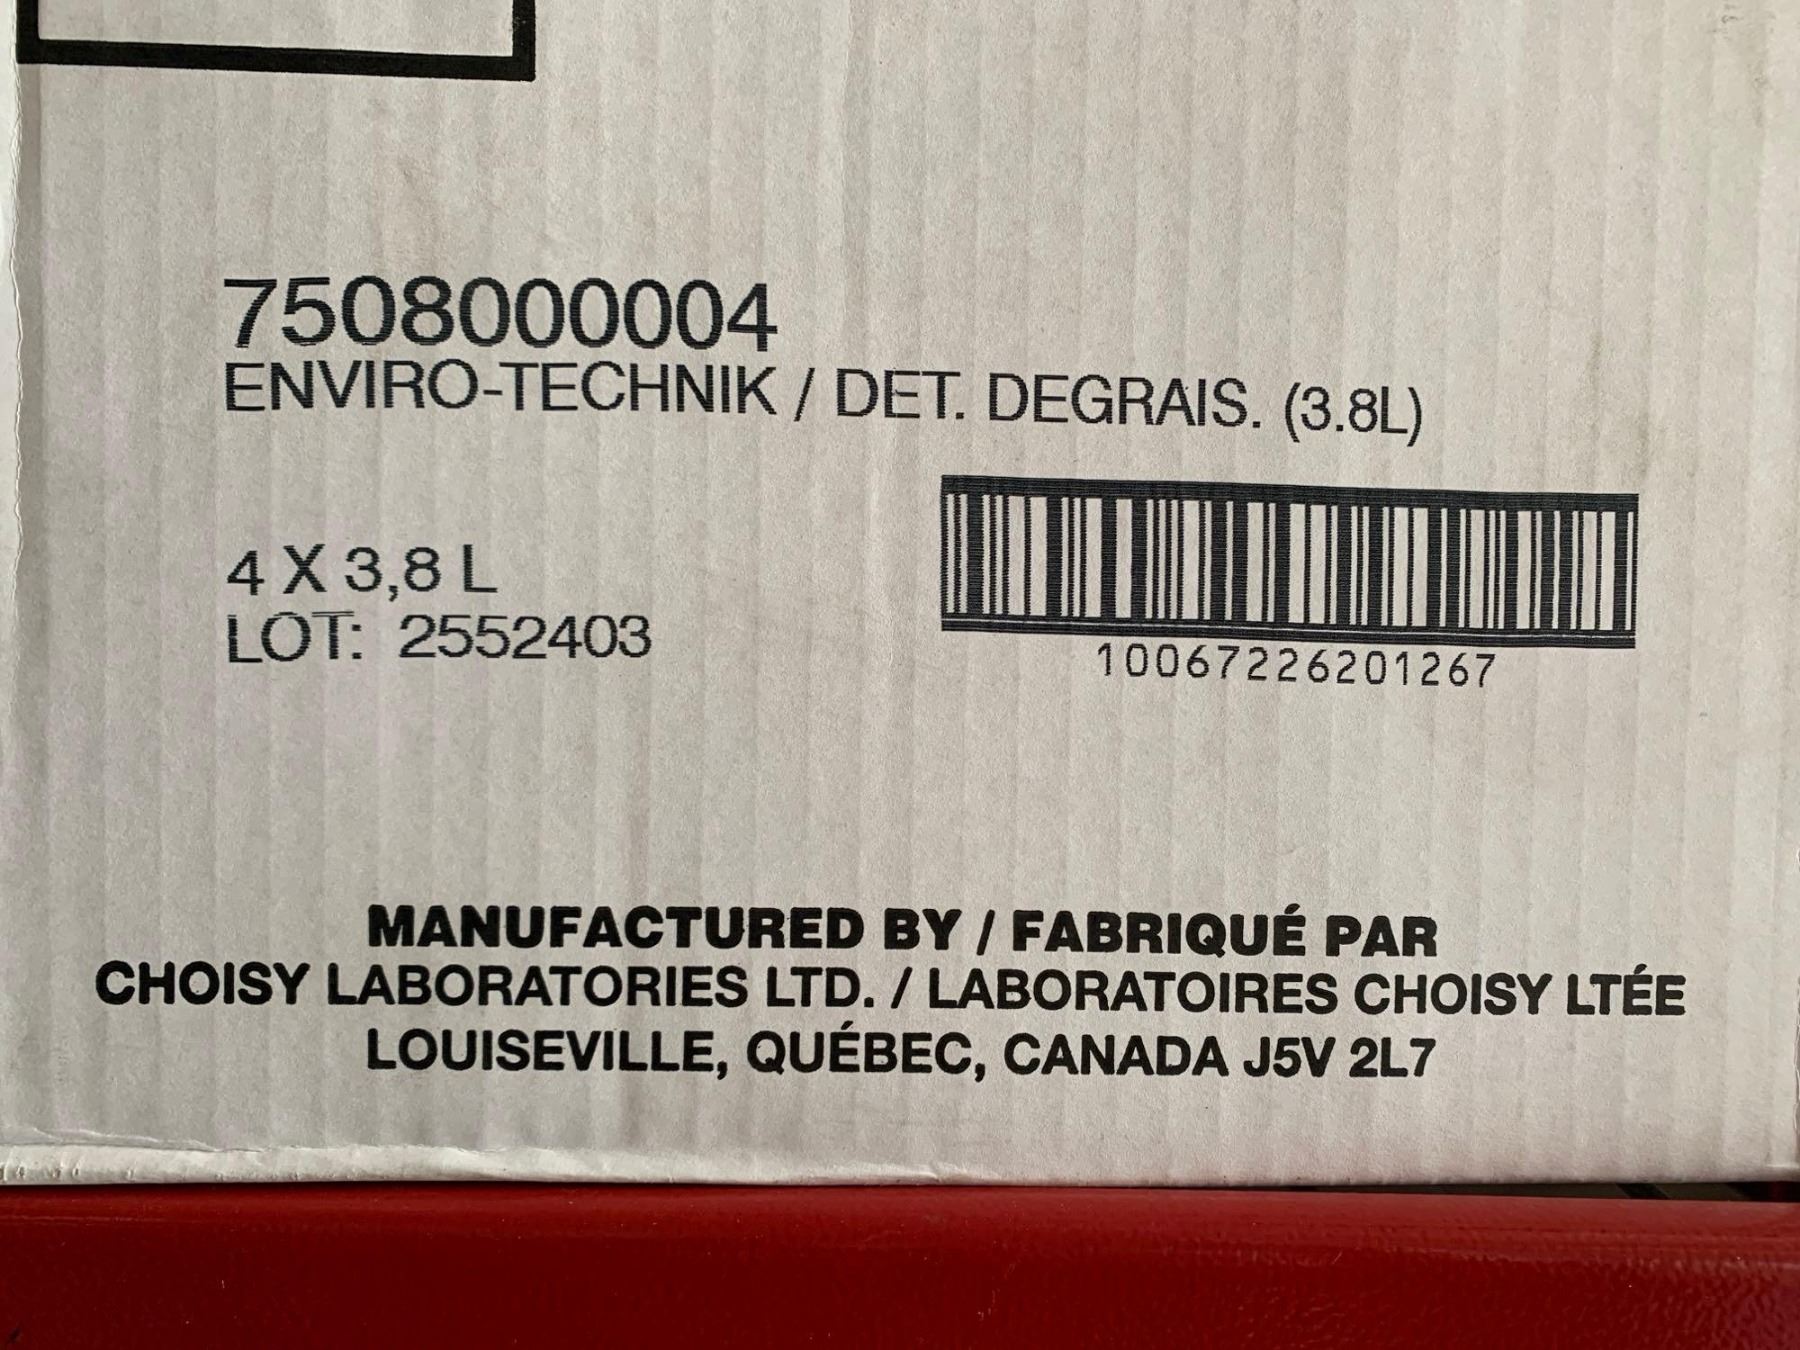 7508000004
ENVIRO-TECHNIK / DET. DEGRAIS. (3.8L)
4 X 3,8 L
LOT: 2552403
10067226201267
MANUFACTURED BY / FABRIQUÉ PAR
CHOISY LABORATORIES LTD. / LABORATOIRES CHOISY LTÉE
LOUISEVILLE, QUÉBEC, CANADA J5V 2L7